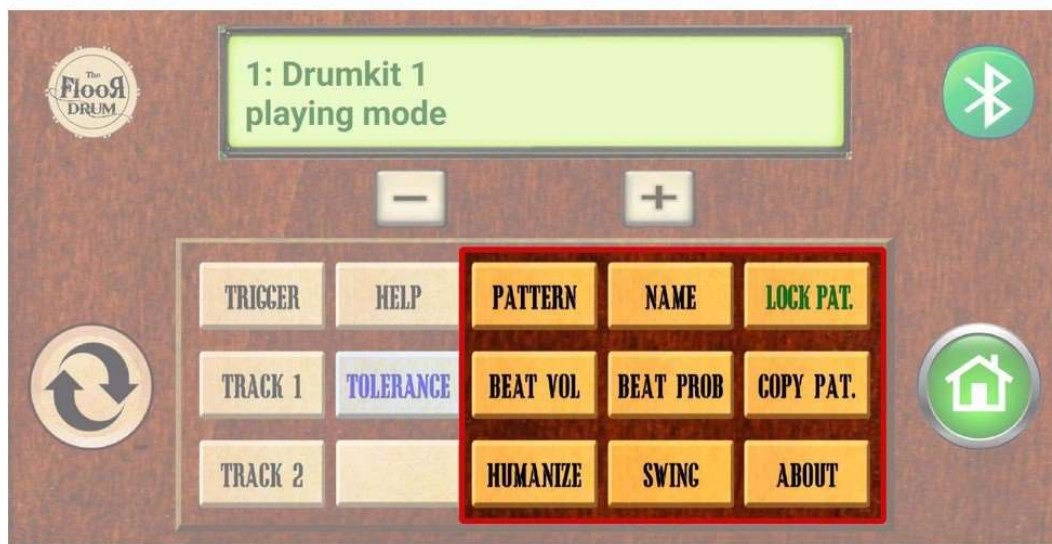 The
FlooЯ
DRUM
1: Drumkit 1
playing mode
− +
TRIGGER HELP PATTERN NAME LOCK PAT.
TRACK 1 TOLERANCE BEAT VOL BEAT PROB COPY PAT.
TRACK 2 HUMANIZE SWING ABOUT